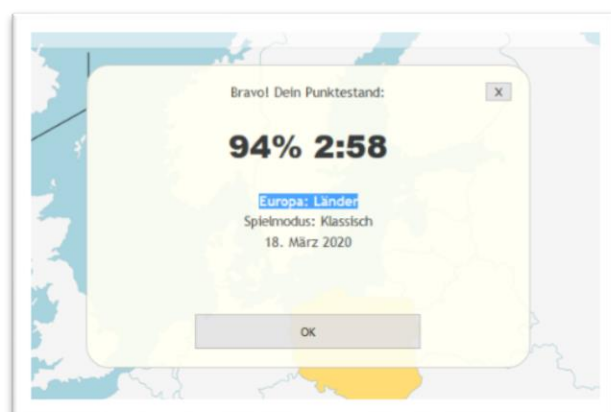 Bravo! Dein Punktestand:
X
94% 2:58
Europa: Länder
Spielmodus: Klassisch
18. März 2020
OK